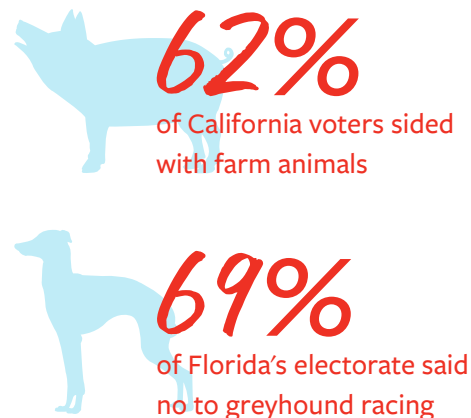 62%
of California voters sided
with farm animals
69%
of Florida's electorate said
no to greyhound racing